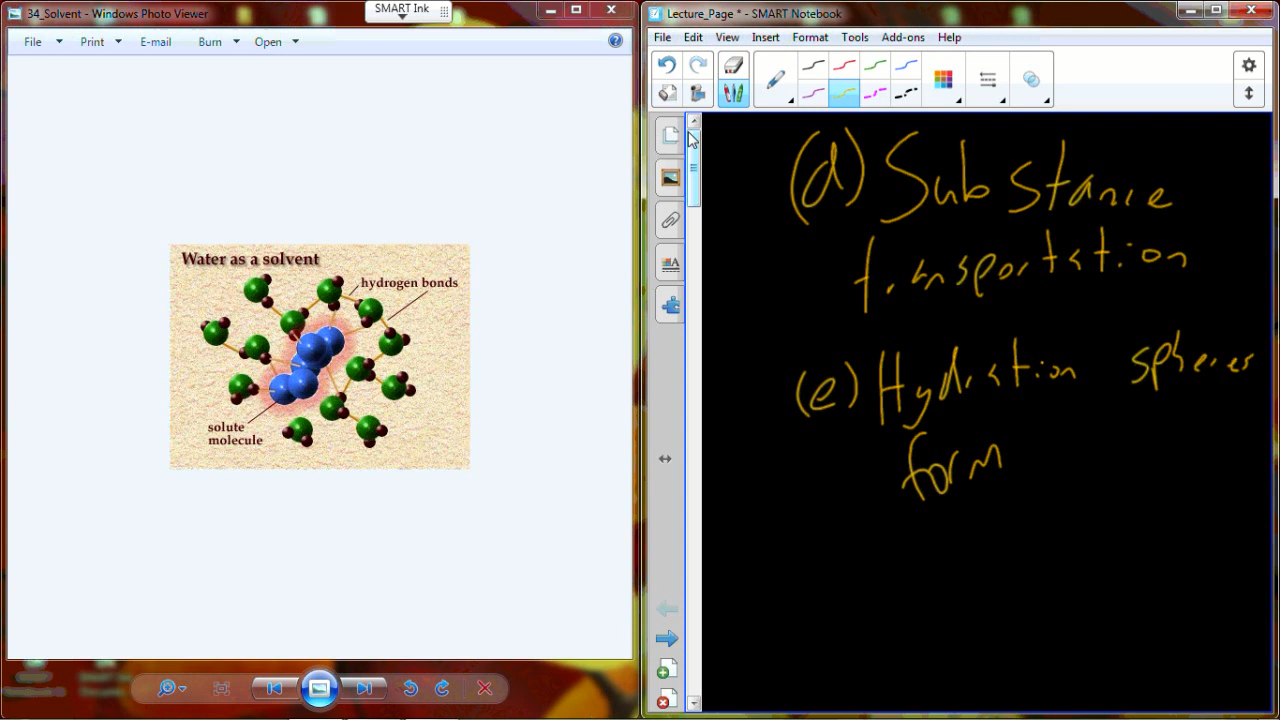 34_Solvent - Windows Photo Viewer
SMART Ink
File Print E-mail Burn Open
Water as a solvent
hydrogen bonds
solute
molecule
Lecture_Page * - SMART Notebook
File Edit View Insert Format Tools Add-ons Help
(d) Substance
transportation
(e) Hydration spheres
form